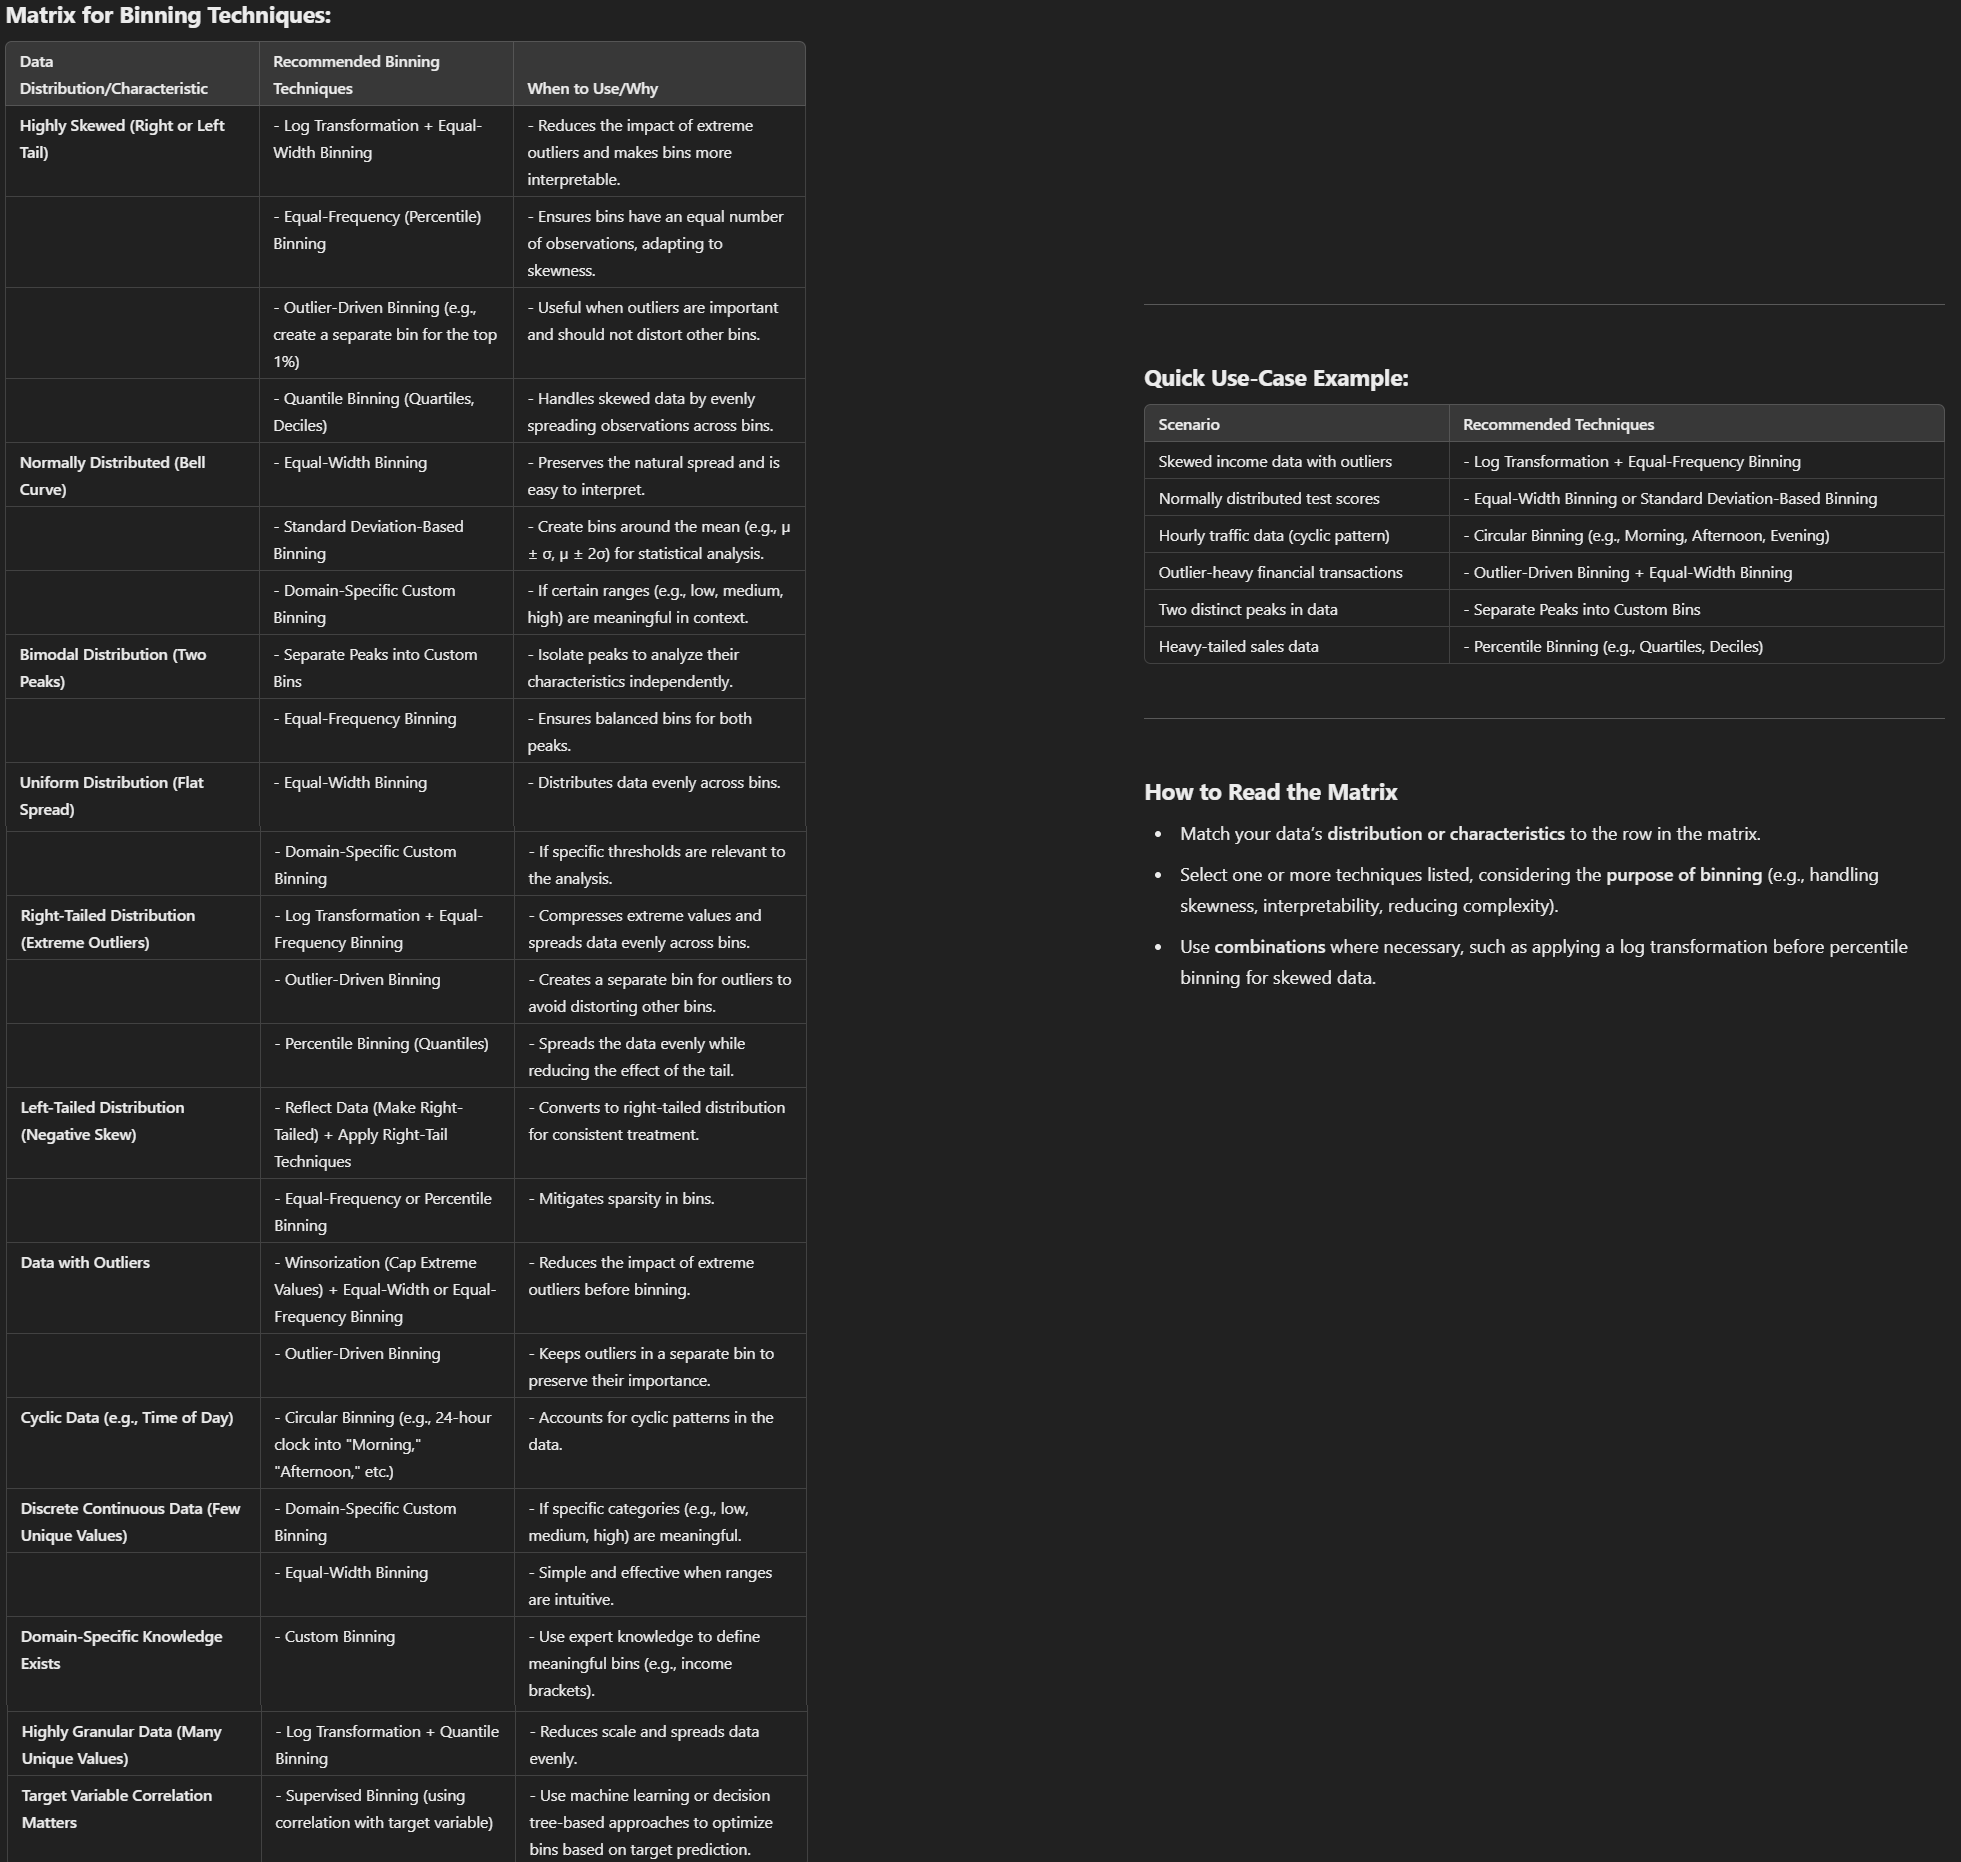 Matrix for Binning Techniques:
Data
Distribution/Characteristic
Recommended Binning
Techniques
When to Use/Why
Highly Skewed (Right or Left
Tail)
- Log Transformation + Equal-
Width Binning
- Reduces the impact of extreme
outliers and makes bins more
interpretable.
- Equal-Frequency (Percentile)
Binning
- Ensures bins have an equal number
of observations, adapting to
skewness.
- Outlier-Driven Binning (e.g.,
create a separate bin for the top
1%)
- Useful when outliers are important
and should not distort other bins.
- Quantile Binning (Quartiles,
Deciles)
- Handles skewed data by evenly
spreading observations across bins.
Normally Distributed (Bell
Curve)
- Equal-Width Binning
- Preserves the natural spread and is
easy to interpret.
- Standard Deviation-Based
Binning
- Create bins around the mean (e.g., μ
± σ, μ ± 2σ) for statistical analysis.
- Domain-Specific Custom
Binning
- If certain ranges (e.g., low, medium,
high) are meaningful in context.
Bimodal Distribution (Two
Peaks)
- Separate Peaks into Custom
Bins
- Isolate peaks to analyze their
characteristics independently.
- Equal-Frequency Binning
- Ensures balanced bins for both
peaks.
Uniform Distribution (Flat
Spread)
- Equal-Width Binning
- Distributes data evenly across bins.
- Domain-Specific Custom
Binning
- If specific thresholds are relevant to
the analysis.
Right-Tailed Distribution
(Extreme Outliers)
- Log Transformation + Equal-
Frequency Binning
- Compresses extreme values and
spreads data evenly across bins.
- Outlier-Driven Binning
- Creates a separate bin for outliers to
avoid distorting other bins.
- Percentile Binning (Quantiles)
- Spreads the data evenly while
reducing the effect of the tail.
Left-Tailed Distribution
(Negative Skew)
- Reflect Data (Make Right-
Tailed) + Apply Right-Tail
Techniques
- Converts to right-tailed distribution
for consistent treatment.
- Equal-Frequency or Percentile
Binning
- Mitigates sparsity in bins.
Data with Outliers
- Winsorization (Cap Extreme
Values) + Equal-Width or Equal-
Frequency Binning
- Reduces the impact of extreme
outliers before binning.
- Outlier-Driven Binning
- Keeps outliers in a separate bin to
preserve their importance.
Cyclic Data (e.g., Time of Day)
- Circular Binning (e.g., 24-hour
clock into "Morning,"
"Afternoon," etc.)
- Accounts for cyclic patterns in the
data.
Discrete Continuous Data (Few
Unique Values)
- Domain-Specific Custom
Binning
- If specific categories (e.g., low,
medium, high) are meaningful.
- Equal-Width Binning
- Simple and effective when ranges
are intuitive.
Domain-Specific Knowledge
Exists
- Custom Binning
- Use expert knowledge to define
meaningful bins (e.g., income
brackets).
Highly Granular Data (Many
Unique Values)
- Log Transformation + Quantile
Binning
- Reduces scale and spreads data
evenly.
Target Variable Correlation
Matters
- Supervised Binning (using
correlation with target variable)
- Use machine learning or decision
tree-based approaches to optimize
bins based on target prediction.
Quick Use-Case Example:
Scenario
Recommended Techniques
Skewed income data with outliers
- Log Transformation + Equal-Frequency Binning
Normally distributed test scores
- Equal-Width Binning or Standard Deviation-Based Binning
Hourly traffic data (cyclic pattern)
- Circular Binning (e.g., Morning, Afternoon, Evening)
Outlier-heavy financial transactions
- Outlier-Driven Binning + Equal-Width Binning
Two distinct peaks in data
- Separate Peaks into Custom Bins
Heavy-tailed sales data
- Percentile Binning (e.g., Quartiles, Deciles)
How to Read the Matrix
• Match your data’s distribution or characteristics to the row in the matrix.
• Select one or more techniques listed, considering the purpose of binning (e.g., handling
skewness, interpretability, reducing complexity).
• Use combinations where necessary, such as applying a log transformation before percentile
binning for skewed data.